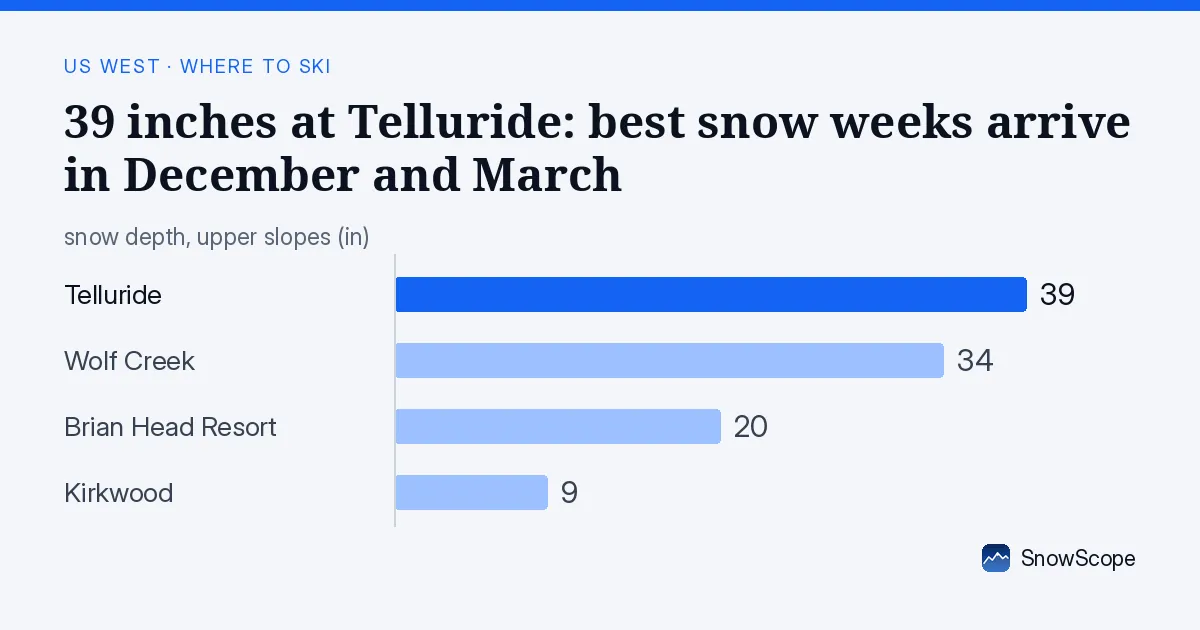 US WEST · WHERE TO SKI
39 inches at Telluride: best snow weeks arrive
in December and March
snow depth, upper slopes (in)
Telluride 39
Wolf Creek 34
Brian Head Resort 20
Kirkwood 9
SnowScope